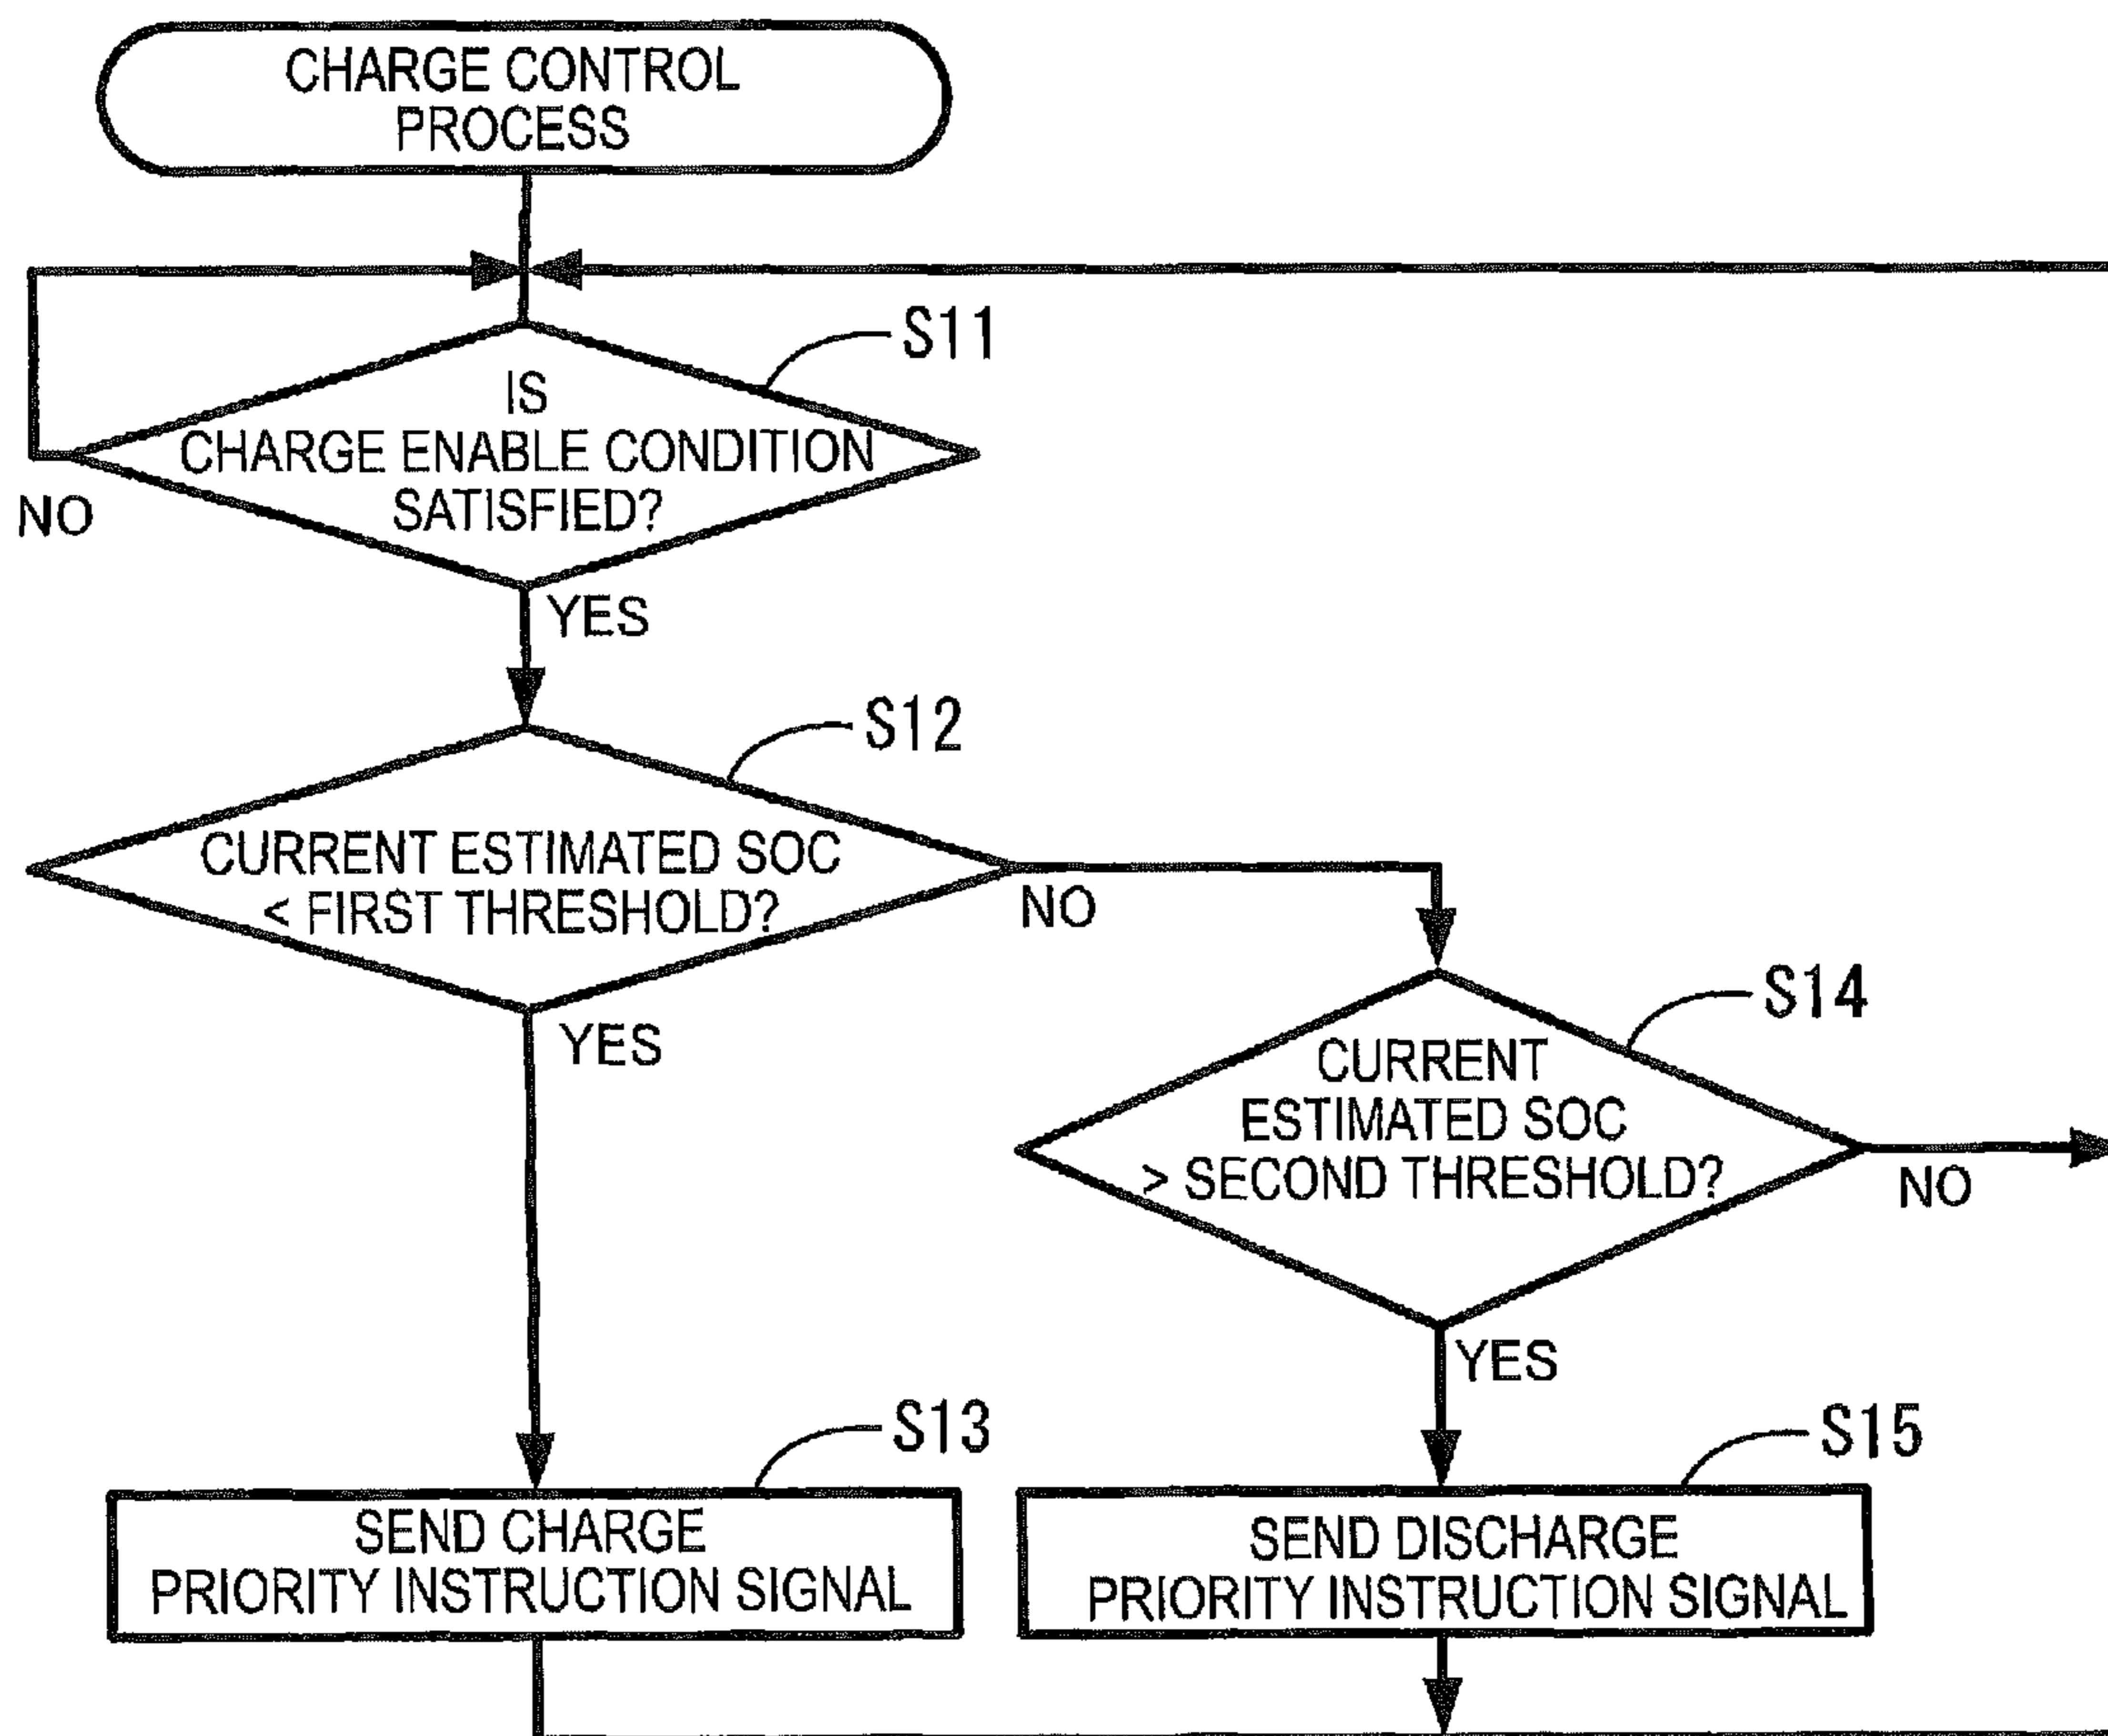 CHARGE CONTROL
PROCESS
S11
IS
CHARGE ENABLE CONDITION
SATISFIED?
NO
YES
S12
CURRENT ESTIMATED SOC
< FIRST THRESHOLD?
NO
YES
S14
CURRENT
ESTIMATED SOC
> SECOND THRESHOLD?
NO
YES
S13
SEND CHARGE
PRIORITY INSTRUCTION SIGNAL
S15
SEND DISCHARGE
PRIORITY INSTRUCTION SIGNAL